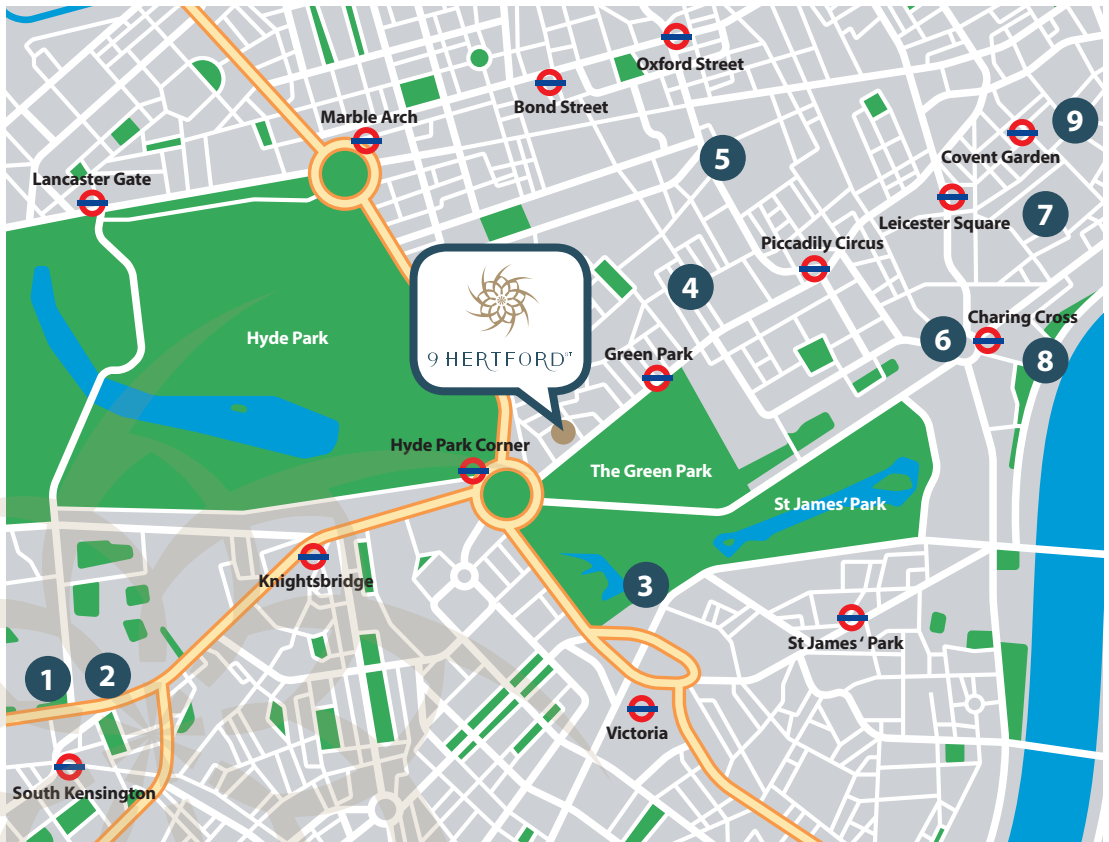 Oxford Street
Bond Street
Marble Arch
9
Covent Garden
5
Lancaster Gate
7
Leicester Square
Piccadily Circus
4
9 HERTFORD ST
Charing Cross
6
8
Hyde Park
Green Park
Hyde Park Corner
The Green Park
St James' Park
Knightsbridge
3
St James ‘ Park
1
2
Victoria
South Kensington